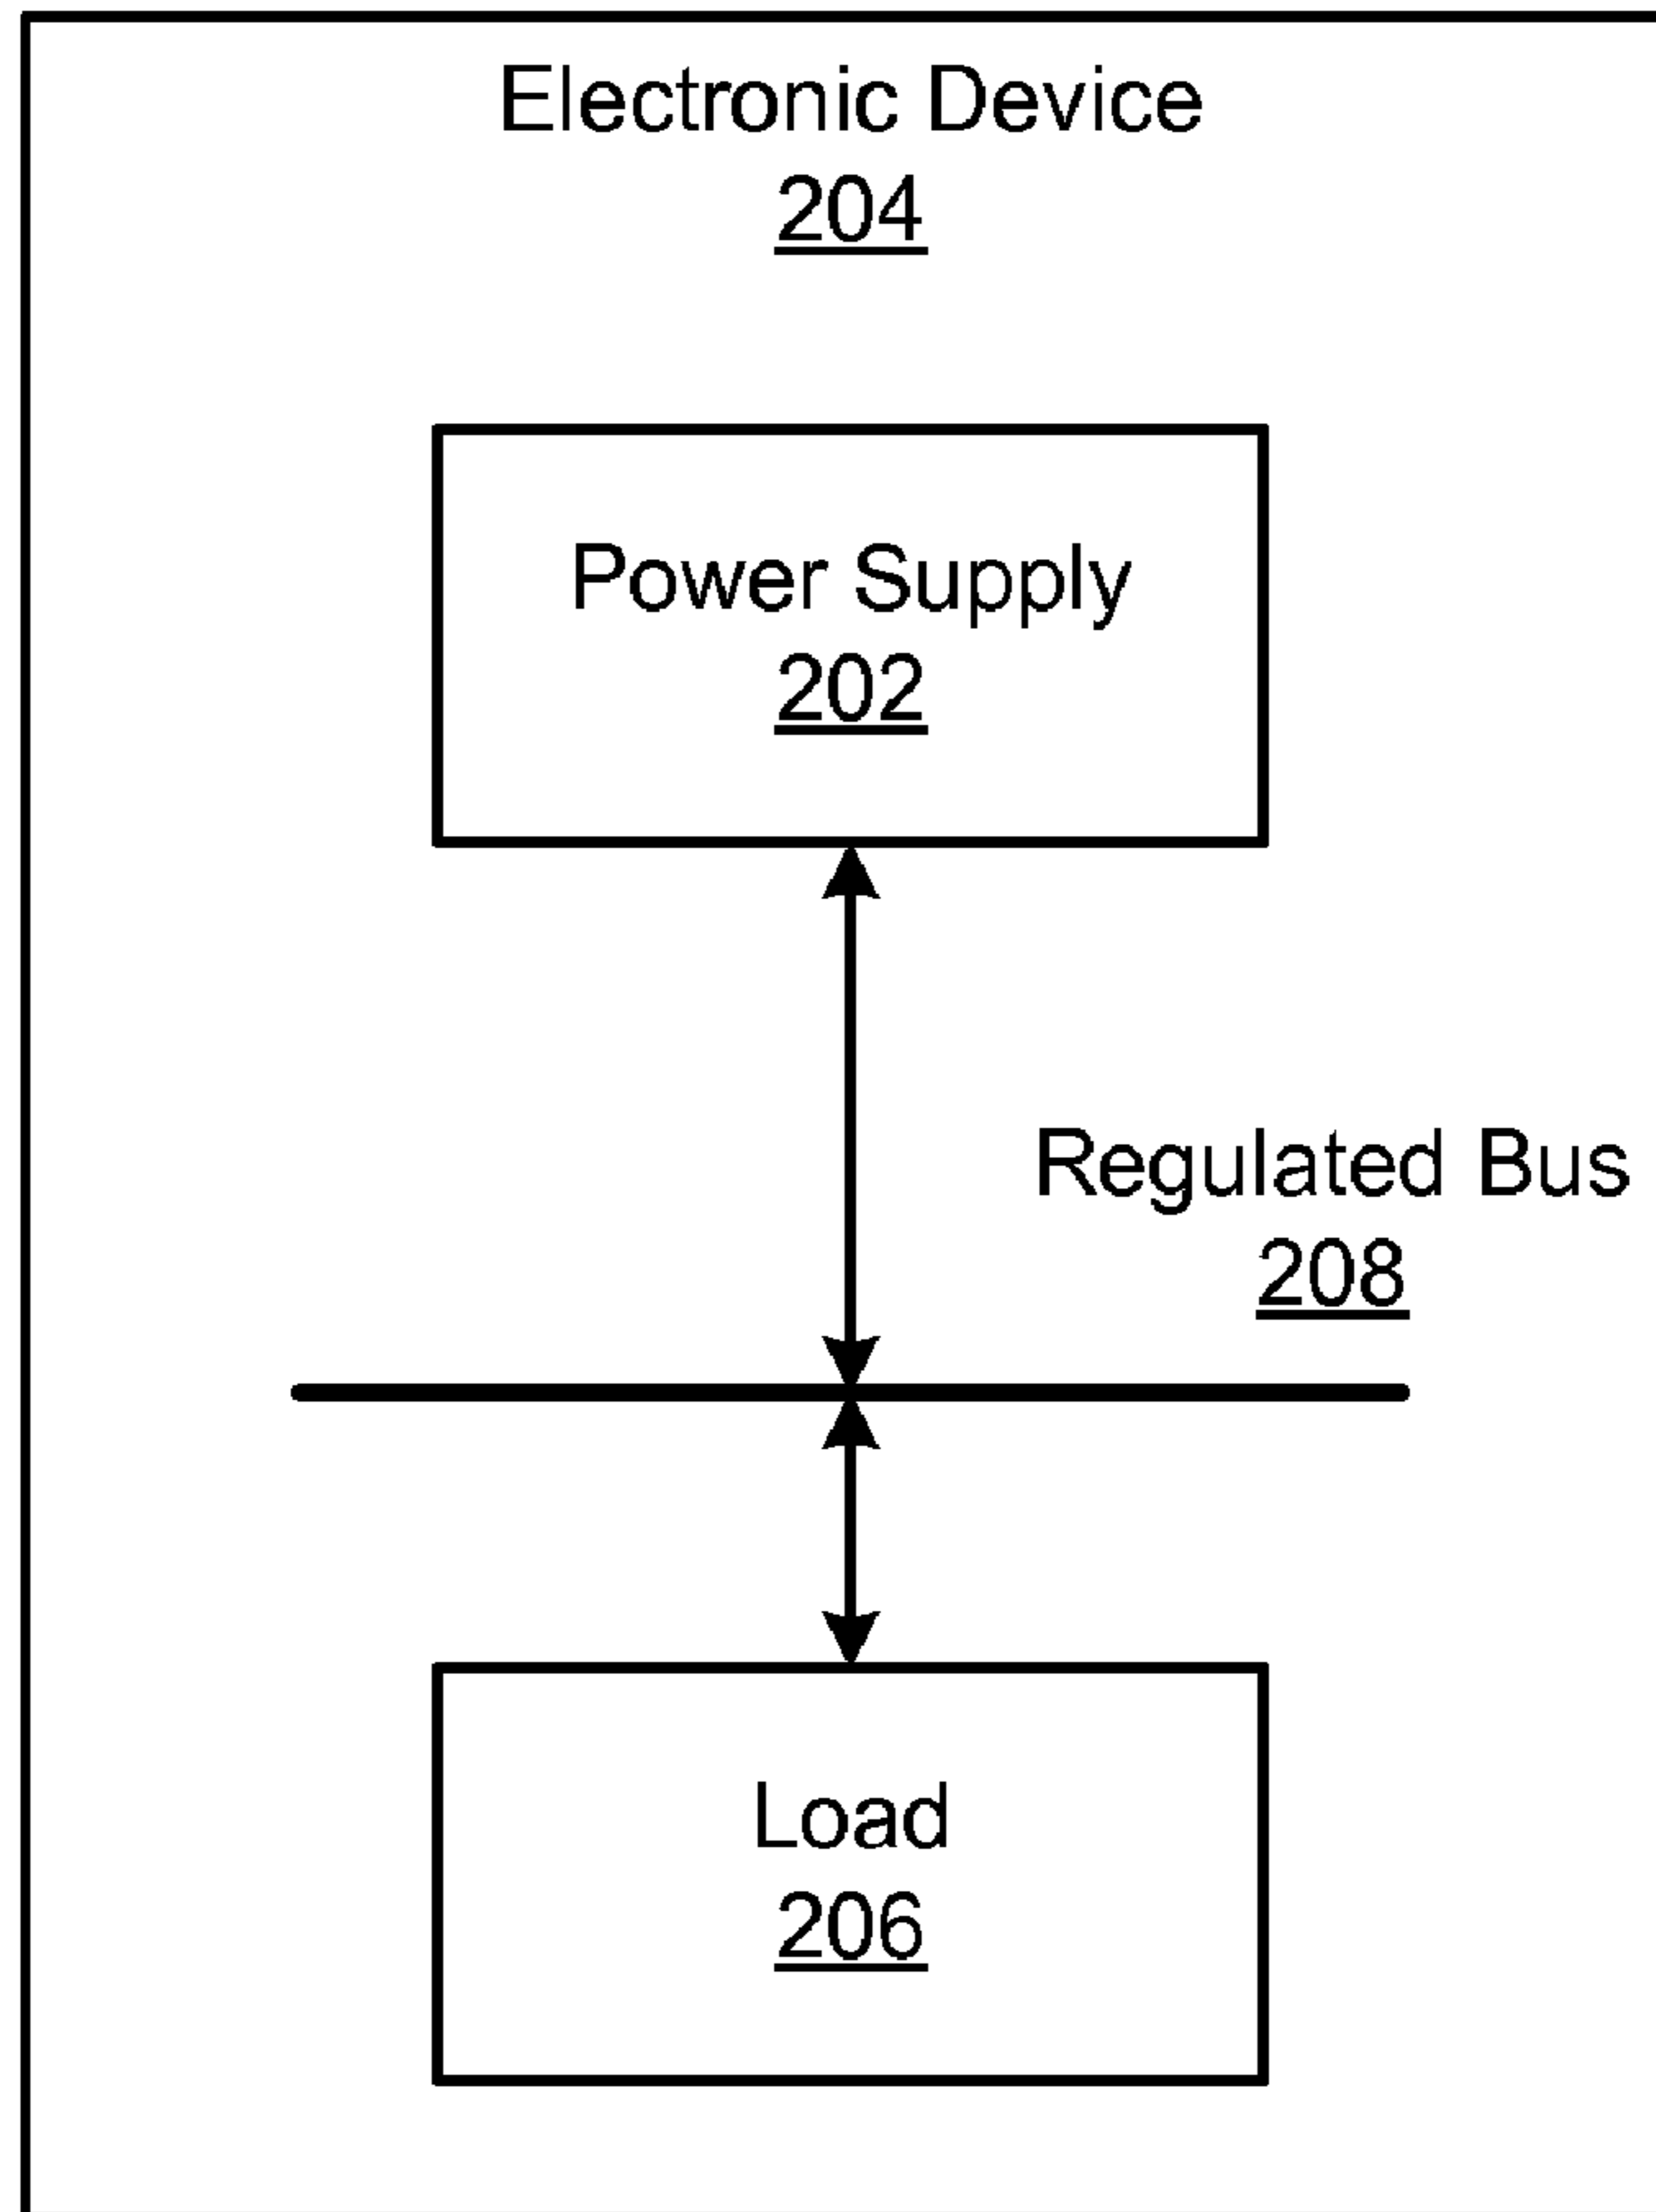 Electronic Device
204
Power Supply
202
Regulated Bus
208
Load
206